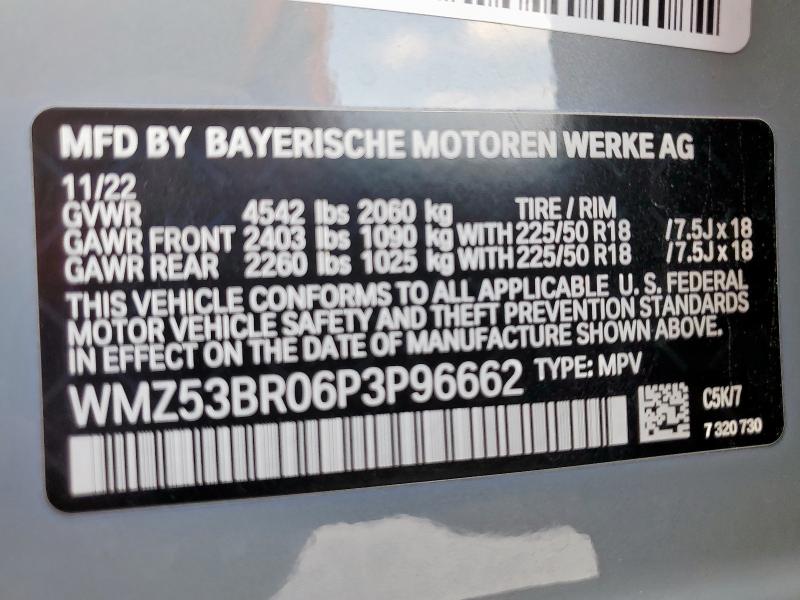 MFD BY BAYERISCHE MOTOREN WERKE AG
11/22
GVWR 4542 lbs 2060 kg TIRE / RIM
GAWR FRONT 2403 lbs 1090 kg WITH 225/50 R18 /7.5J x 18
GAWR REAR 2260 lbs 1025 kg WITH 225/50 R18 /7.5J x 18
THIS VEHICLE CONFORMS TO ALL APPLICABLE U. S. FEDERAL
MOTOR VEHICLE SAFETY AND THEFT PREVENTION STANDARDS
IN EFFECT ON THE DATE OF MANUFACTURE SHOWN ABOVE.
WMZ53BR06P3P96662 TYPE: MPV
C5K/7
7 320 730